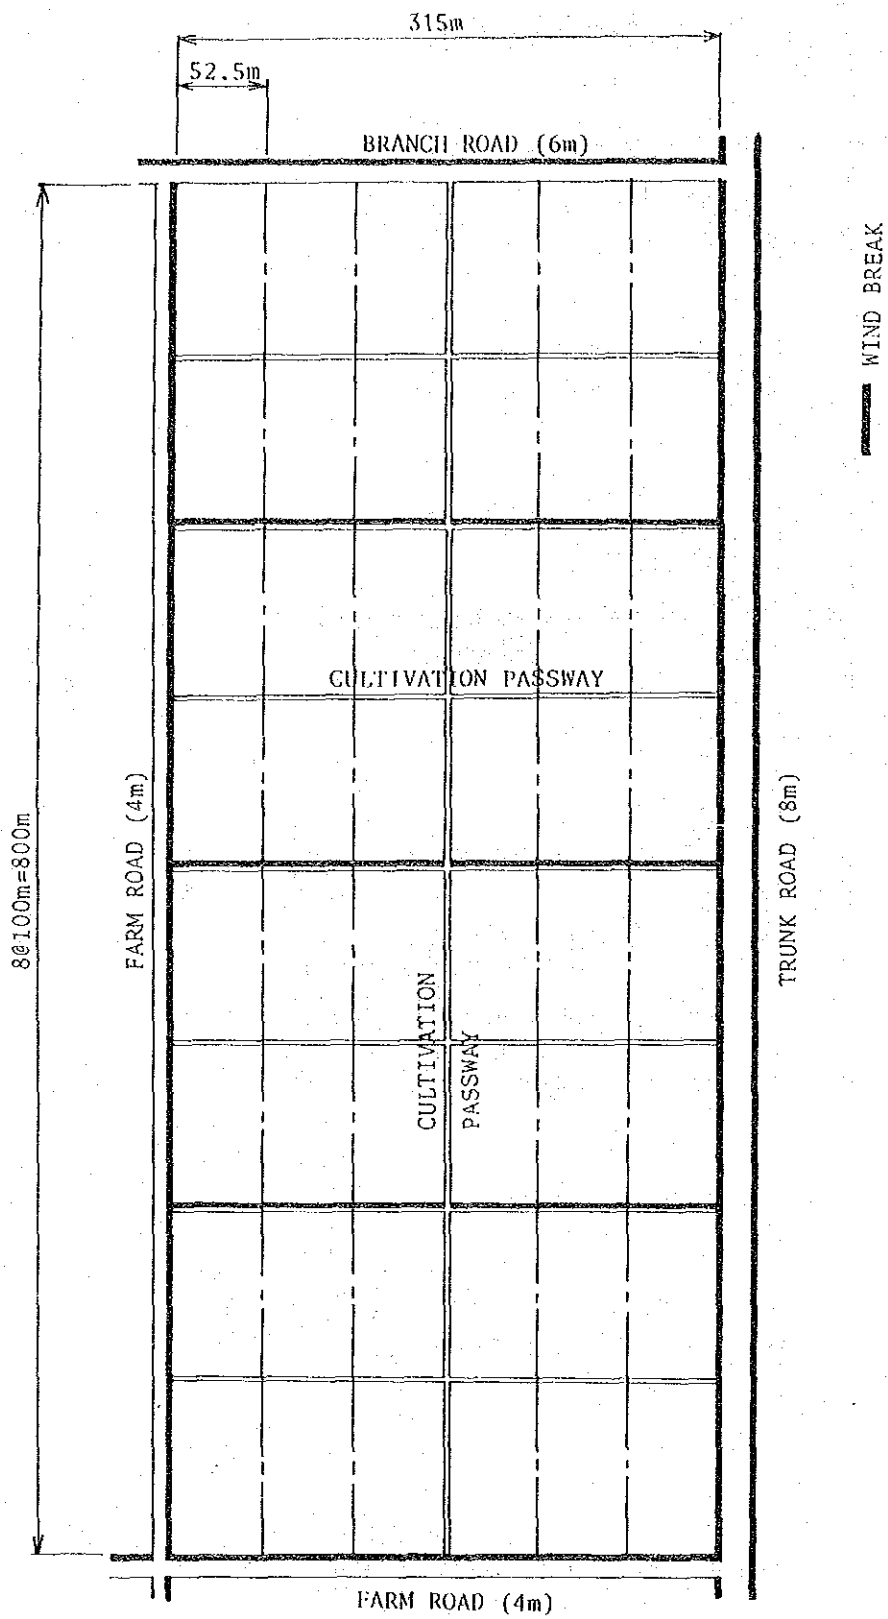 315m
52.5m
BRANCH ROAD (6m)
WIND BREAK
CULTIVATION PASSWAY
8@100m=800m
FARM ROAD (4m)
TRUNK ROAD (8m)
CULTIVATION
PASSWAY
FARM ROAD (4m)